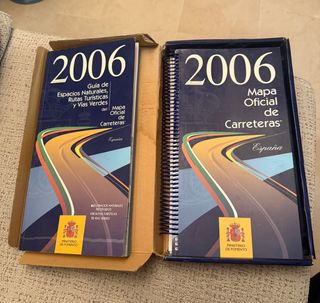 2006
Guía de
Espacios Naturales,
Rutas Turísticas
y Vías Verdes
del Mapa
Oficial
de
Carreteras
España
MINISTERIO
DE FOMENTO
2006
Mapa
Oficial
de
Carreteras
España
MINISTERIO
DE FOMENTO